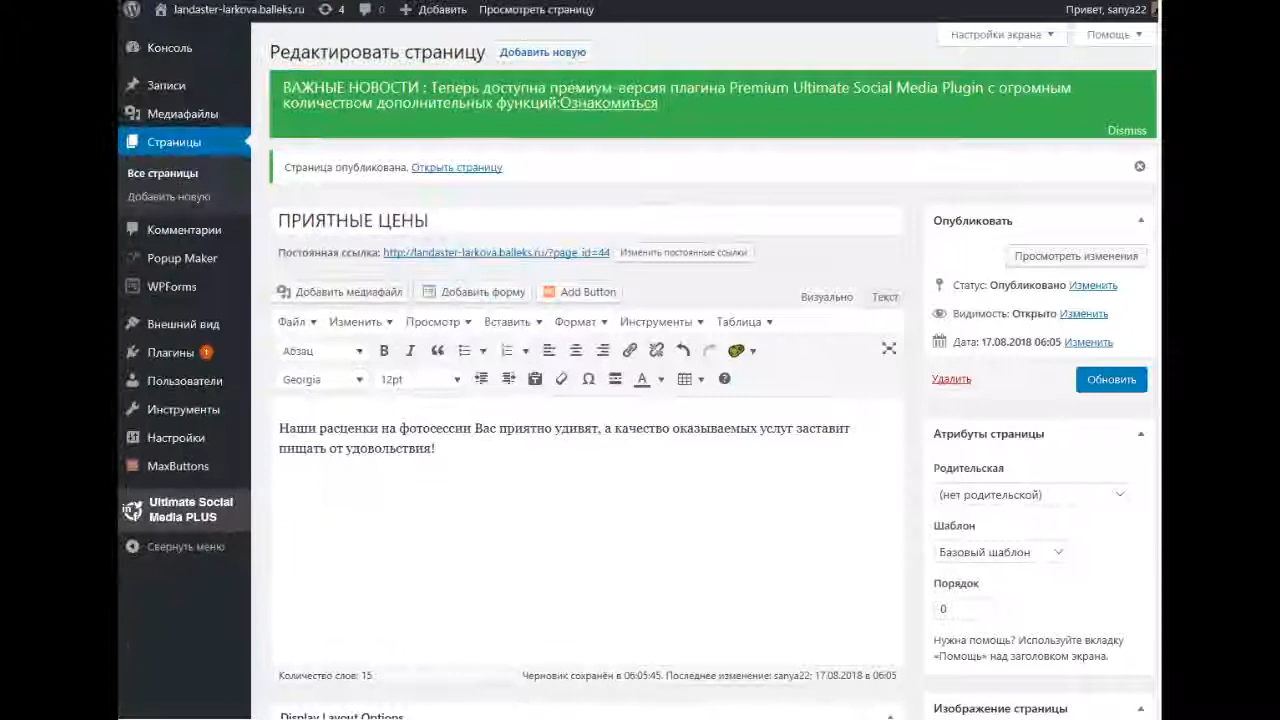 landaster-larkova.balleks.ru 4 0 Добавить Просмотреть страницу Привет, sanya22
Консоль
Записи
Медиафайлы
Страницы
Все страницы
Добавить новую
Комментарии
Popup Maker
WPForms
Внешний вид
Плагины 1
Пользователи
Инструменты
Настройки
MaxButtons
Ultimate Social
Media PLUS
Свернуть меню
Настройки экрана Помощь
Редактировать страницу Добавить новую
ВАЖНЫЕ НОВОСТИ : Теперь доступна премиум-версия плагина Premium Ultimate Social Media Plugin с огромным
количеством дополнительных функций:Ознакомиться
Dismiss
Страница опубликована. Открыть страницу
ПРИЯТНЫЕ ЦЕНЫ
Постоянная ссылка: http://landaster-larkova.balleks.ru/?page_id=44 Изменить постоянные ссылки
Добавить медиафайл Добавить форму Add Button
Визуально Текст
Файл Изменить Просмотр Вставить Формат Инструменты Таблица
Абзац B I
Georgia 12pt A
Наши расценки на фотосессии Вас приятно удивят, а качество оказываемых услуг заставит
пищать от удовольствия!
Количество слов: 15 Черновик сохранён в 06:05:45. Последнее изменение: sanya22; 17.08.2018 в 06:05
Display Layout Options
Опубликовать
Просмотреть изменения
Статус: Опубликовано Изменить
Видимость: Открыто Изменить
Дата: 17.08.2018 06:05 Изменить
Удалить Обновить
Атрибуты страницы
Родительская
(нет родительской)
Шаблон
Базовый шаблон
Порядок
0
Нужна помощь? Используйте вкладку
«Помощь» над заголовком экрана.
Изображение страницы